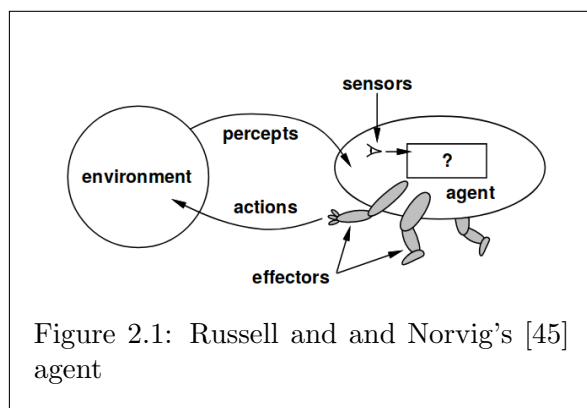 sensors
percepts
environment
?
agent
actions
effectors
Figure 2.1: Russell and and Norvig's [45]
agent